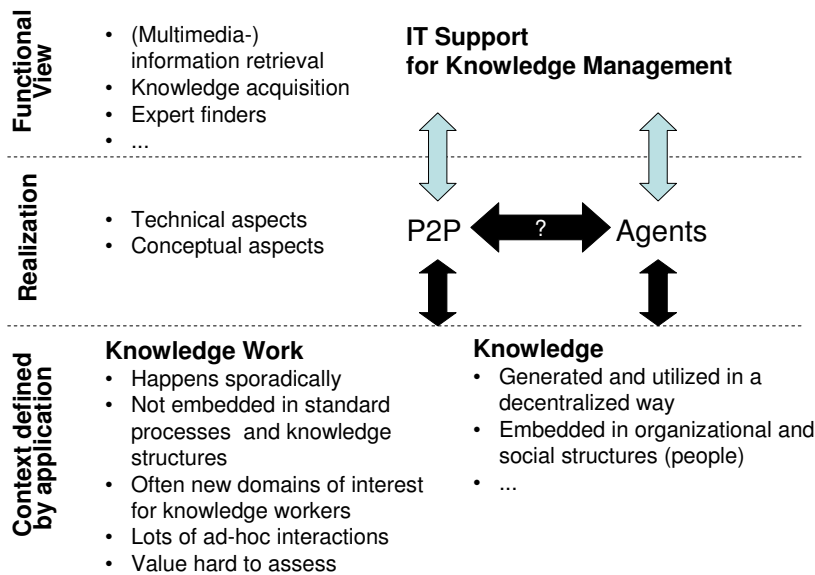 Functional
View
• (Multimedia-)
information retrieval
• Knowledge acquisition
• Expert finders
• ...
IT Support
for Knowledge Management
Realization
• Technical aspects
• Conceptual aspects
P2P
?
Agents
Context defined
by application
Knowledge Work
• Happens sporadically
• Not embedded in standard
processes and knowledge
structures
• Often new domains of interest
for knowledge workers
• Lots of ad-hoc interactions
• Value hard to assess
Knowledge
• Generated and utilized in a
decentralized way
• Embedded in organizational and
social structures (people)
• ...